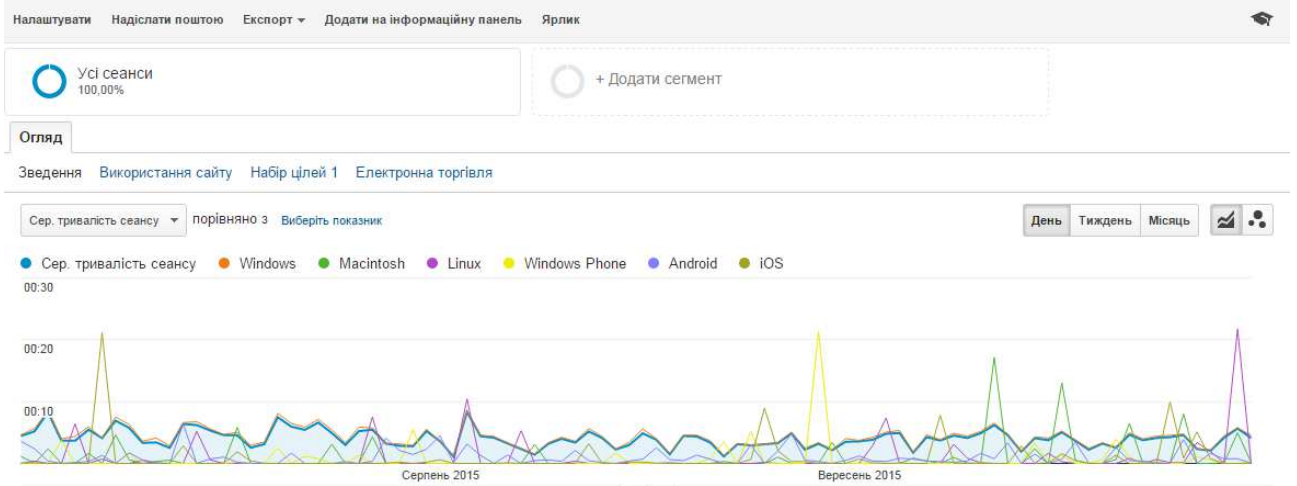 Налаштувати Надіслати поштою Експорт Додати на інформаційну панель Ярлик
Усі сеанси
100,00%
+ Додати сегмент
Огляд
Зведення Використання сайту Набір цілей 1 Електронна торгівля
Сер. тривалість сеансу порівняно з Виберіть показник День Тиждень Місяць
Сер. тривалість сеансу Windows Macintosh Linux Windows Phone Android iOS
00:30
00:20
00:10
Серпень 2015 Вересень 2015